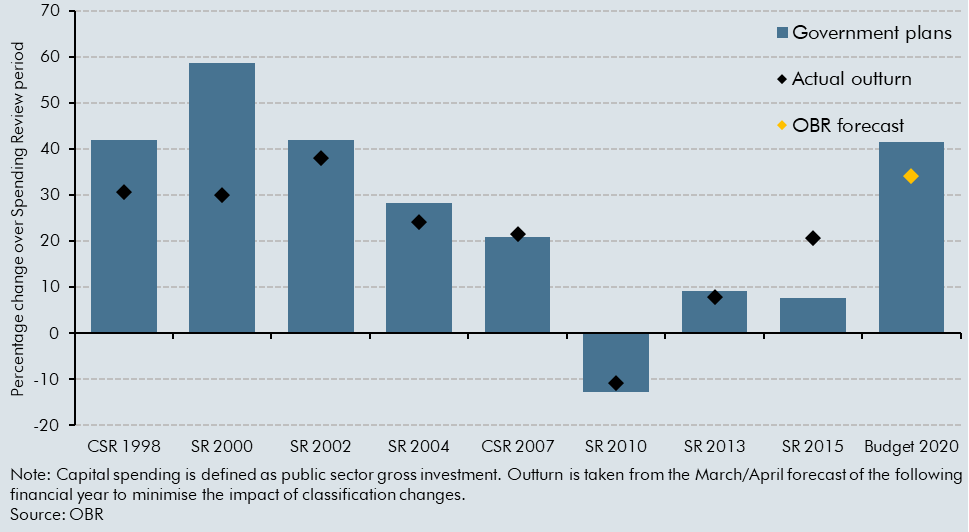 Percentage change over Spending Review period
70
60
50
40
30
20
10
0
-10
-20
Government plans
Actual outturn
OBR forecast
CSR 1998 SR 2000 SR 2002 SR 2004 CSR 2007 SR 2010 SR 2013 SR 2015 Budget 2020
Note: Capital spending is defined as public sector gross investment. Outturn is taken from the March/April forecast of the following
financial year to minimise the impact of classification changes.
Source: OBR